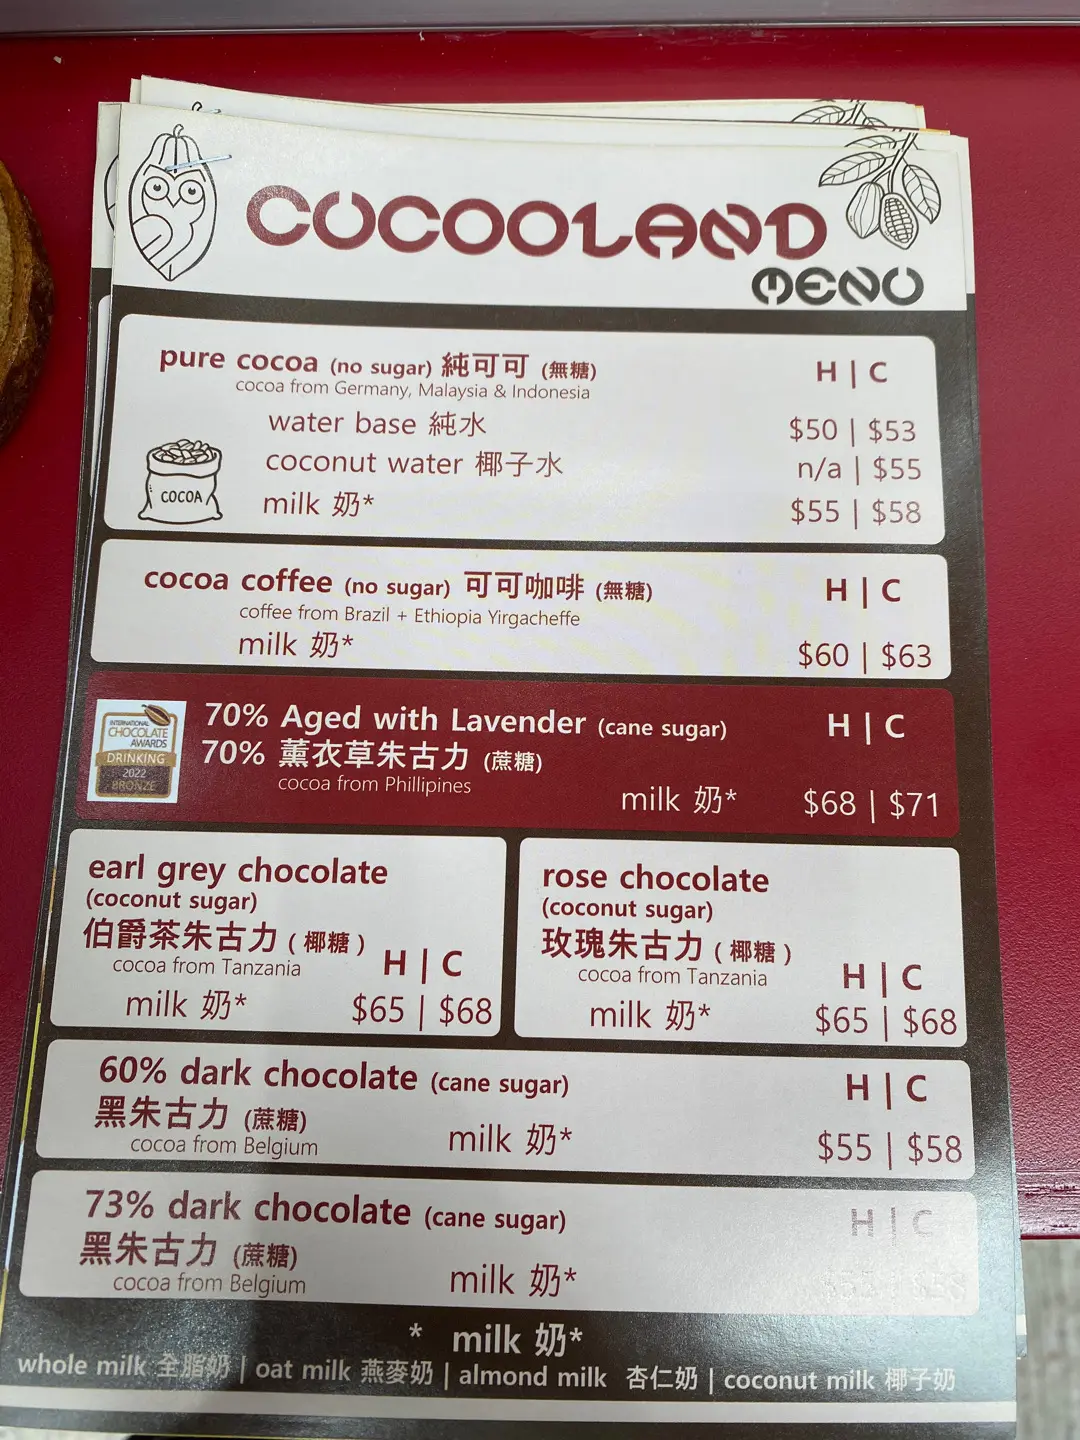 COCOOLAND
MENU
pure cocoa (no sugar) 純可可 (無糖) H | C
cocoa from Germany, Malaysia & Indonesia
water base 純水 $50 | $53
coconut water 椰子水 n/a | $55
COCOA
milk 奶* $55 | $58
cocoa coffee (no sugar) 可可咖啡 (無糖) H | C
coffee from Brazil + Ethiopia Yirgacheffe
milk 奶* $60 | $63
INTERNATIONAL
CHOCOLATE
AWARDS
DRINKING
2022
BRONZE
70% Aged with Lavender (cane sugar) H | C
70% 薰衣草朱古力 (蔗糖)
cocoa from Phillipines
milk 奶* $68 | $71
earl grey chocolate
(coconut sugar)
伯爵茶朱古力 ( 椰糖 )
cocoa from Tanzania H | C
milk 奶* $65 | $68
rose chocolate
(coconut sugar)
玫瑰朱古力 ( 椰糖 )
cocoa from Tanzania H | C
milk 奶* $65 | $68
60% dark chocolate (cane sugar) H | C
黑朱古力 (蔗糖)
cocoa from Belgium milk 奶* $55 | $58
73% dark chocolate (cane sugar) H | C
黑朱古力 (蔗糖)
cocoa from Belgium milk 奶*
* milk 奶*
whole milk 全脂奶 | oat milk 燕麥奶 | almond milk 杏仁奶 | coconut milk 椰子奶